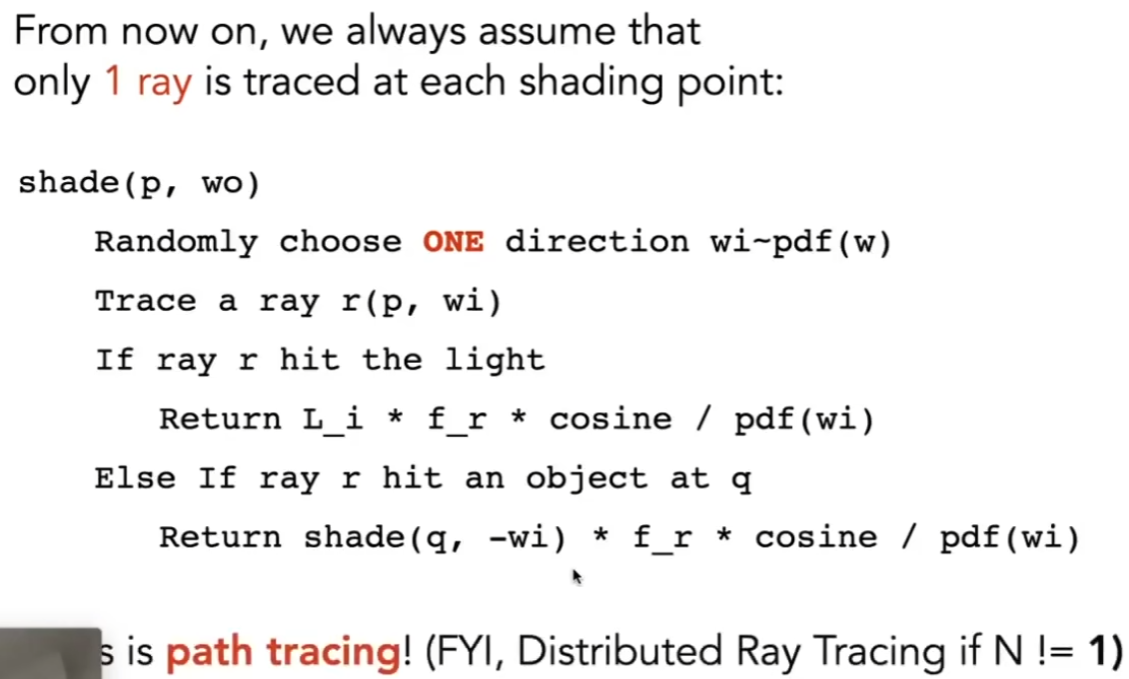 From now on, we always assume that
only 1 ray is traced at each shading point:
shade(p, wo)
Randomly choose ONE direction wi~pdf(w)
Trace a ray r(p, wi)
If ray r hit the light
Return L_i * f_r * cosine / pdf(wi)
Else If ray r hit an object at q
Return shade(q, -wi) * f_r * cosine / pdf(wi)
s is path tracing! (FYI, Distributed Ray Tracing if N != 1)